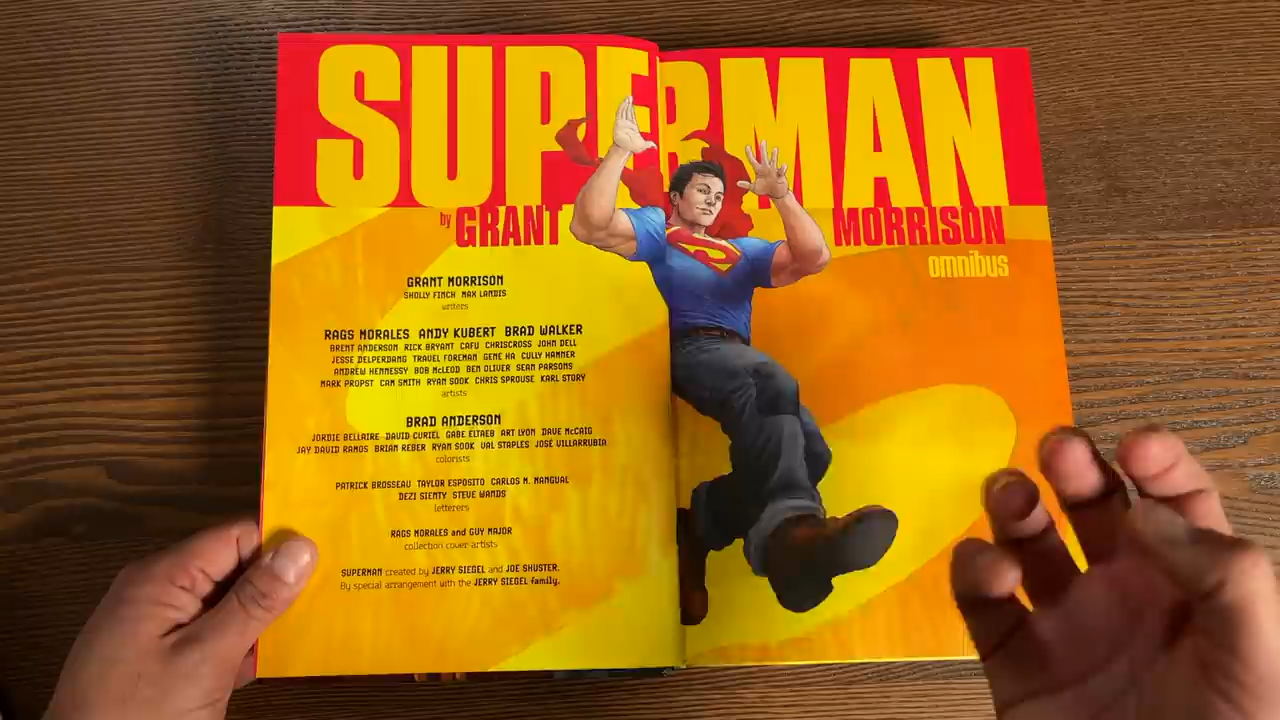 SUPERMAN
by GRANT MORRISON
omnibus
GRANT MORRISON
SHOLLY FINCH MAX LANDIS
writers
RAGS MORALES ANDY KUBERT BRAD WALKER
BRENT ANDERSON RICK BRYANT CAFU CHRISCROSS JOHN DELL
JESSE DELPERDANG TRAVEL FOREMAN GENE HA CULLY HAMNER
ANDREW HENNESSY BOB McLEOD BEN OLIVER SEAN PARSONS
MARK PROPST CAM SMITH RYAN SOOK CHRIS SPROUSE KARL STORY
artists
BRAD ANDERSON
JORDIE BELLAIRE DAVID CURIEL GABE ELTAEB ART LYON DAVE McCAIG
JAY DAVID RAMOS BRIAN REBER RYAN SOOK VAL STAPLES JOSÉ VILLARRUBIA
colorists
PATRICK BROSSEAU TAYLOR ESPOSITO CARLOS M. MANGUAL
DEZI SIENTY STEVE WANDS
letterers
RAGS MORALES and GUY MAJOR
collection cover artists
SUPERMAN created by JERRY SIEGEL and JOE SHUSTER.
By special arrangement with the JERRY SIEGEL family.